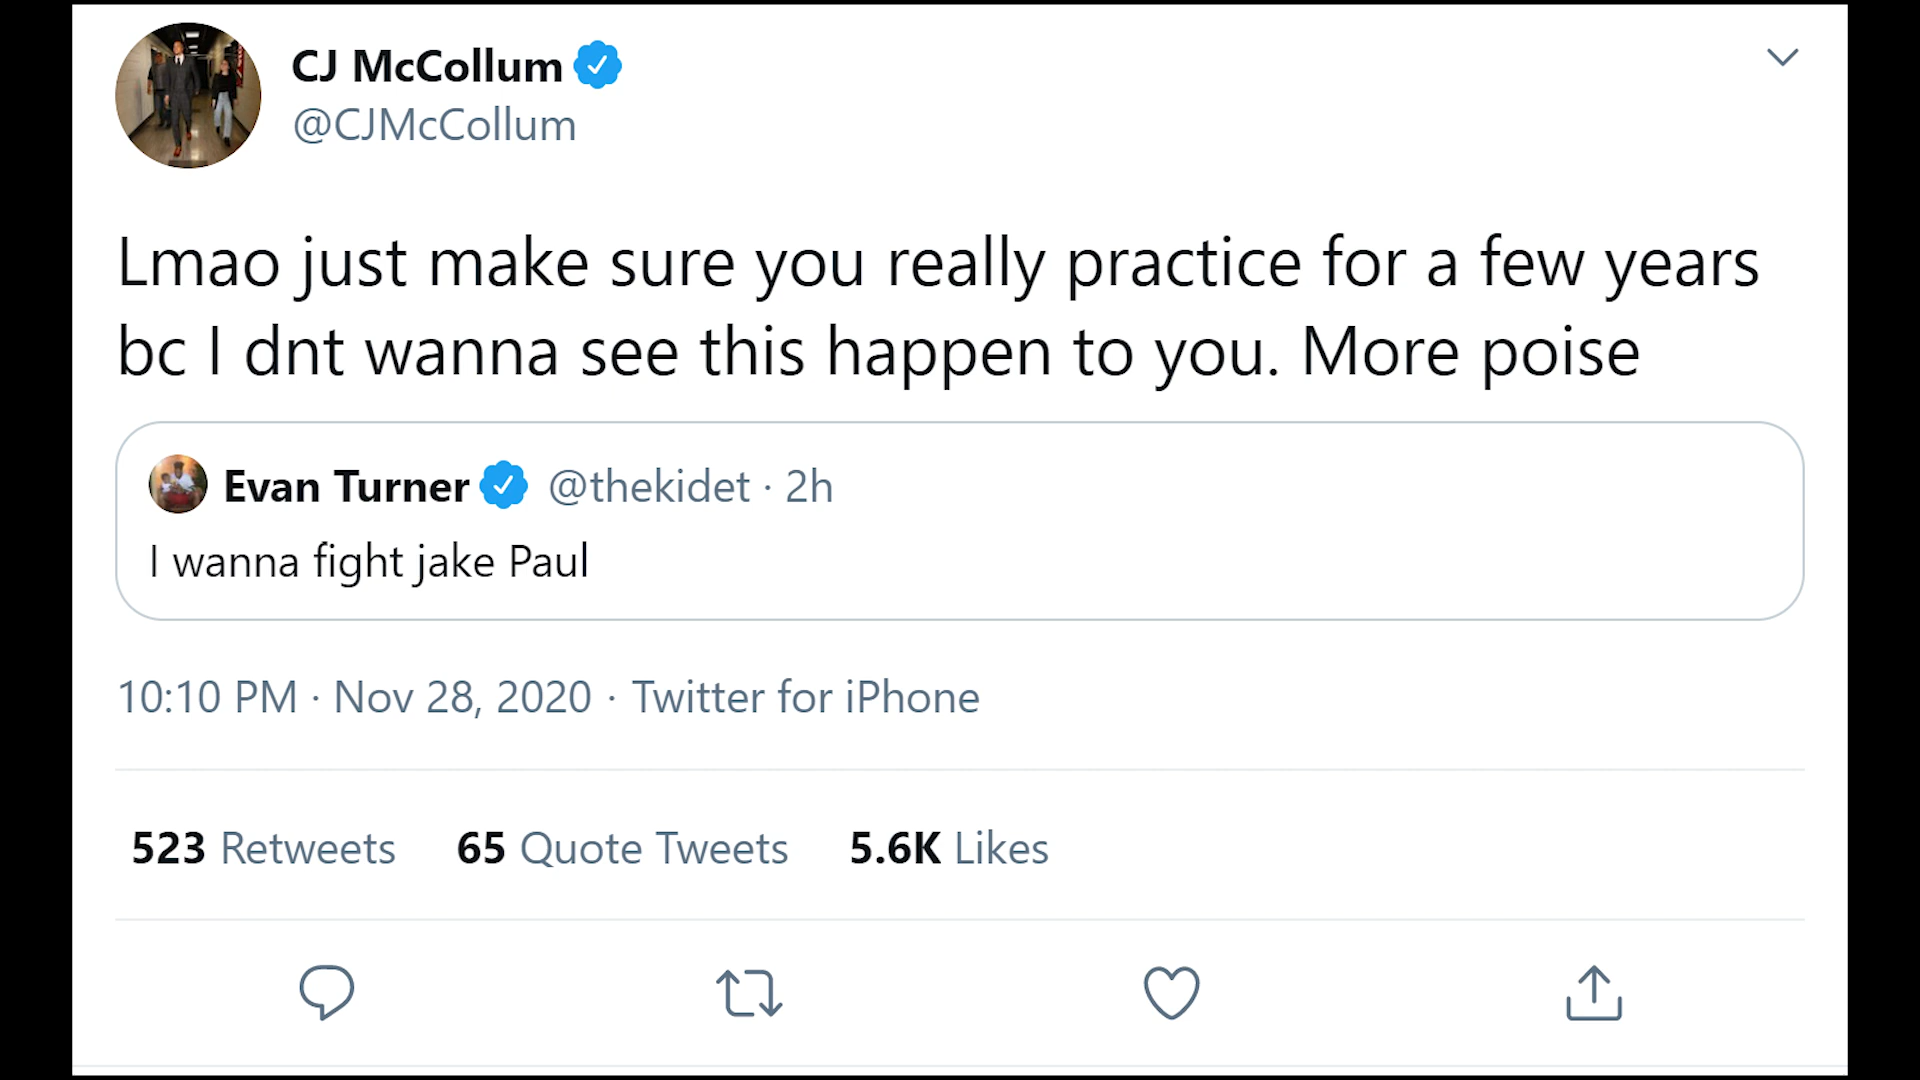 CJ McCollum
@CJMcCollum
Lmao just make sure you really practice for a few years
bc I dnt wanna see this happen to you. More poise
Evan Turner @thekidet · 2h
I wanna fight jake Paul
10:10 PM · Nov 28, 2020 · Twitter for iPhone
523 Retweets 65 Quote Tweets 5.6K Likes